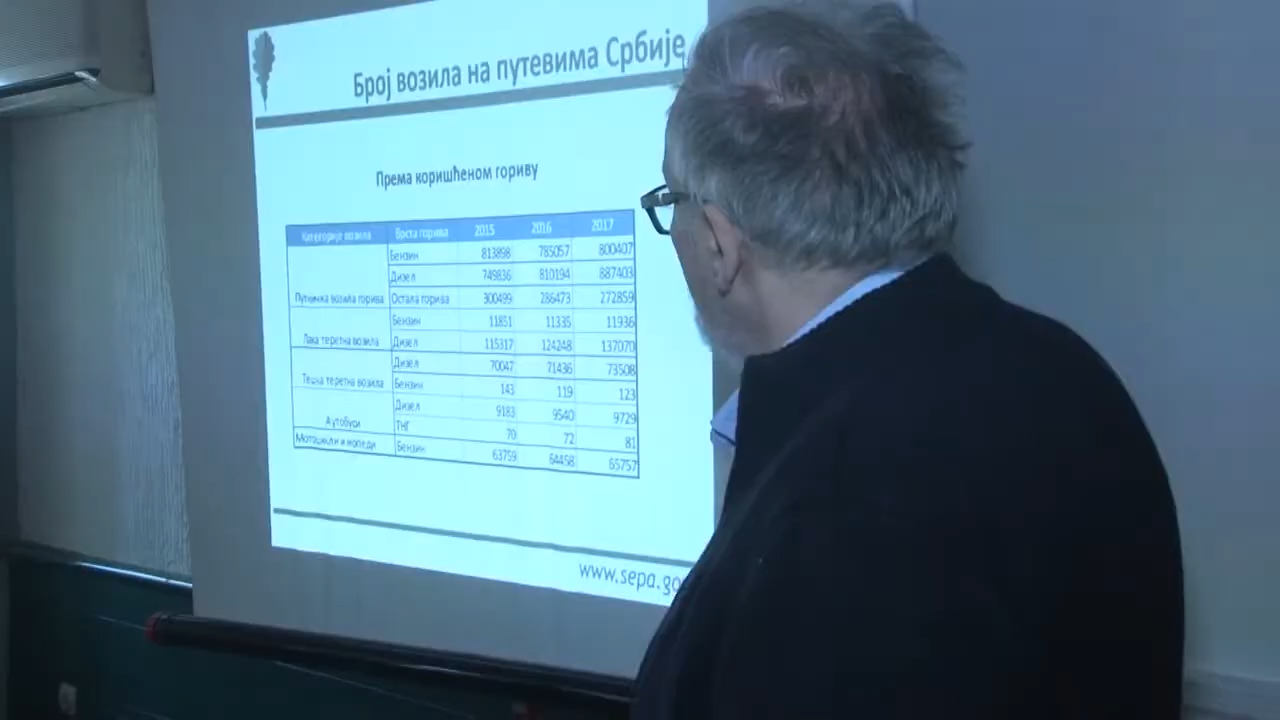 Број возила на путевима Србије
Према коришћеном гориву
Категорије возила Врста горива 2015 2016 2017
Бензин 813898 785057 800407
Дизел 749836 810194 887403
Путничка возила горива Остала горива 300499 286473 272859
Бензин 11851 11335 11936
Лака теретна возила Дизел 115317 124248 137070
Дизел 70047 71436 73508
Тешка теретна возила Бензин 143 119 123
Дизел 9183 9540 9729
Аутобуси ТНГ 70 72 81
Мотоцикли и мопеди Бензин 63759 64458 65757
www.sepa.go